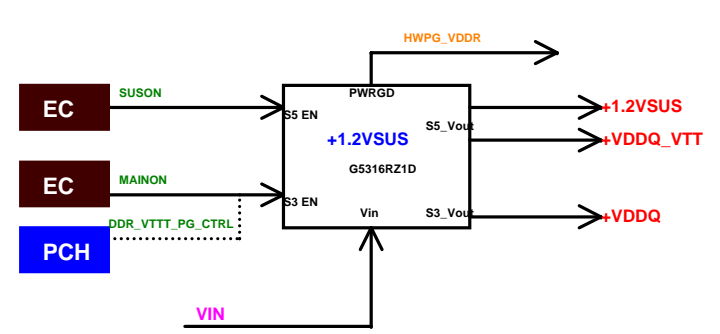 HWPG_VDDR
SUSON
EC
PWRGD
S5 EN
S5_Vout
+1.2VSUS
+1.2VSUS
+VDDQ_VTT
G5316RZ1D
EC
MAINON
S3 EN
Vin
S3_Vout
+VDDQ
DDR_VTTT_PG_CTRL
PCH
VIN